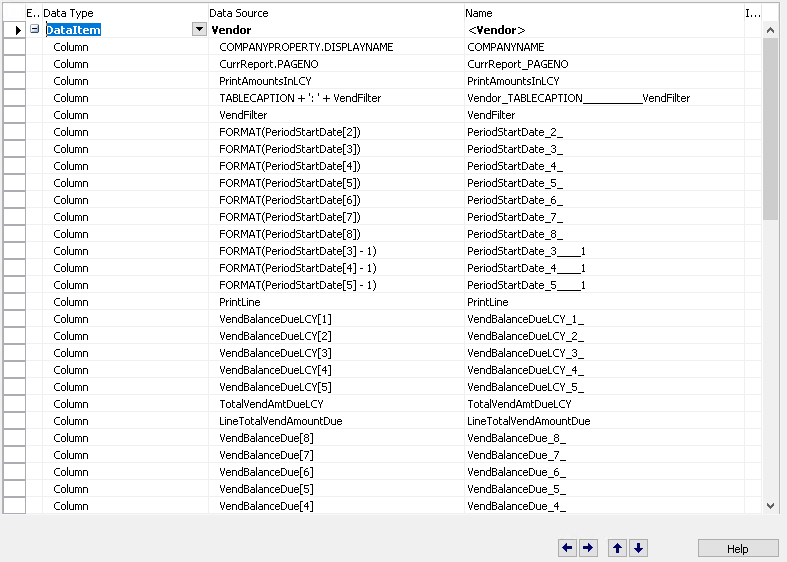 E.. Data Type Data Source Name I...
DataItem Vendor <Vendor>
Column COMPANYPROPERTY.DISPLAYNAME COMPANYNAME
Column CurrReport.PAGENO CurrReport_PAGENO
Column PrintAmountsInLCY PrintAmountsInLCY
Column TABLECAPTION + ': ' + VendFilter Vendor_TABLECAPTION__________VendFilter
Column VendFilter VendFilter
Column FORMAT(PeriodStartDate[2]) PeriodStartDate_2_
Column FORMAT(PeriodStartDate[3]) PeriodStartDate_3_
Column FORMAT(PeriodStartDate[4]) PeriodStartDate_4_
Column FORMAT(PeriodStartDate[5]) PeriodStartDate_5_
Column FORMAT(PeriodStartDate[6]) PeriodStartDate_6_
Column FORMAT(PeriodStartDate[7]) PeriodStartDate_7_
Column FORMAT(PeriodStartDate[8]) PeriodStartDate_8_
Column FORMAT(PeriodStartDate[3] - 1) PeriodStartDate_3____1
Column FORMAT(PeriodStartDate[4] - 1) PeriodStartDate_4____1
Column FORMAT(PeriodStartDate[5] - 1) PeriodStartDate_5____1
Column PrintLine PrintLine
Column VendBalanceDueLCY[1] VendBalanceDueLCY_1_
Column VendBalanceDueLCY[2] VendBalanceDueLCY_2_
Column VendBalanceDueLCY[3] VendBalanceDueLCY_3_
Column VendBalanceDueLCY[4] VendBalanceDueLCY_4_
Column VendBalanceDueLCY[5] VendBalanceDueLCY_5_
Column TotalVendAmtDueLCY TotalVendAmtDueLCY
Column LineTotalVendAmountDue LineTotalVendAmountDue
Column VendBalanceDue[8] VendBalanceDue_8_
Column VendBalanceDue[7] VendBalanceDue_7_
Column VendBalanceDue[6] VendBalanceDue_6_
Column VendBalanceDue[5] VendBalanceDue_5_
Column VendBalanceDue[4] VendBalanceDue_4_
Help